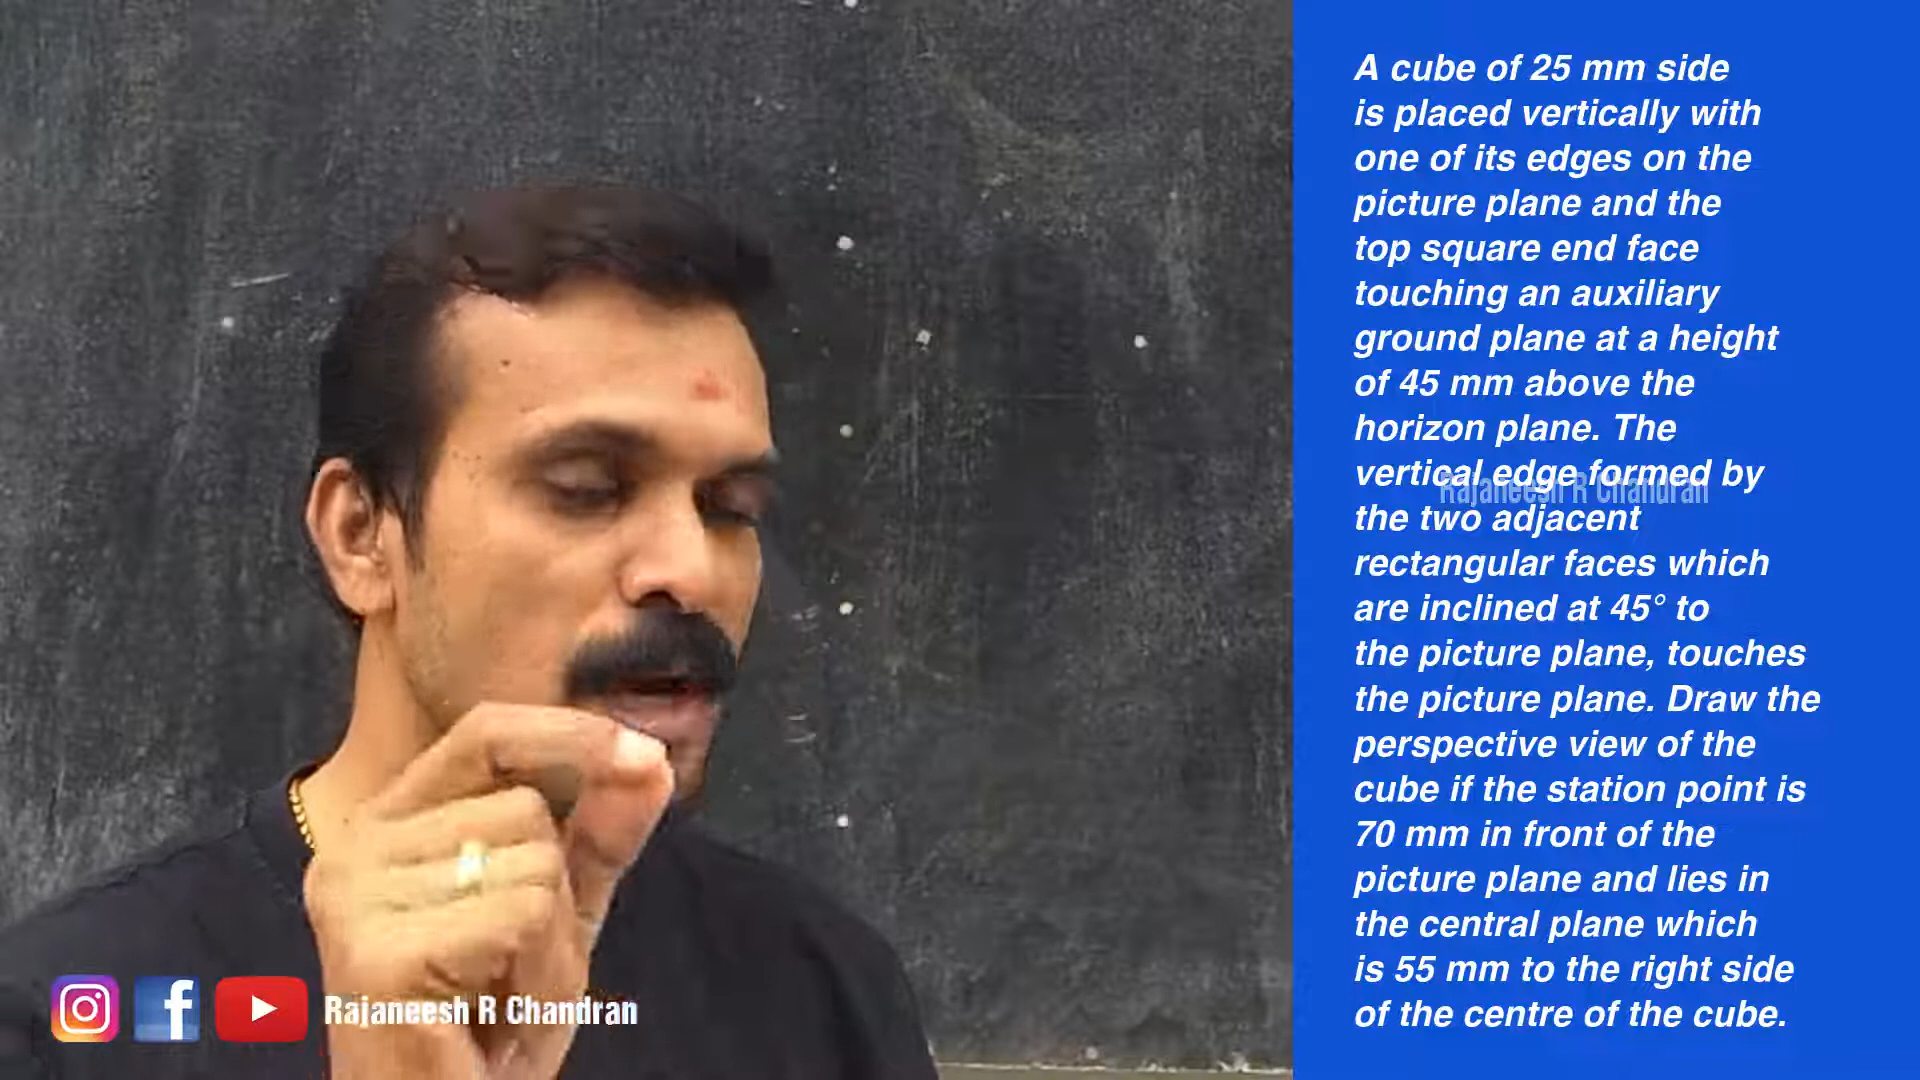 A cube of 25 mm side
is placed vertically with
one of its edges on the
picture plane and the
top square end face
touching an auxiliary
ground plane at a height
of 45 mm above the
horizon plane. The
vertical edge formed by
Rajaneesh R Chandran
the two adjacent
rectangular faces which
are inclined at 45° to
the picture plane, touches
the picture plane. Draw the
perspective view of the
cube if the station point is
70 mm in front of the
picture plane and lies in
the central plane which
is 55 mm to the right side
of the centre of the cube.
Rajaneesh R Chandran